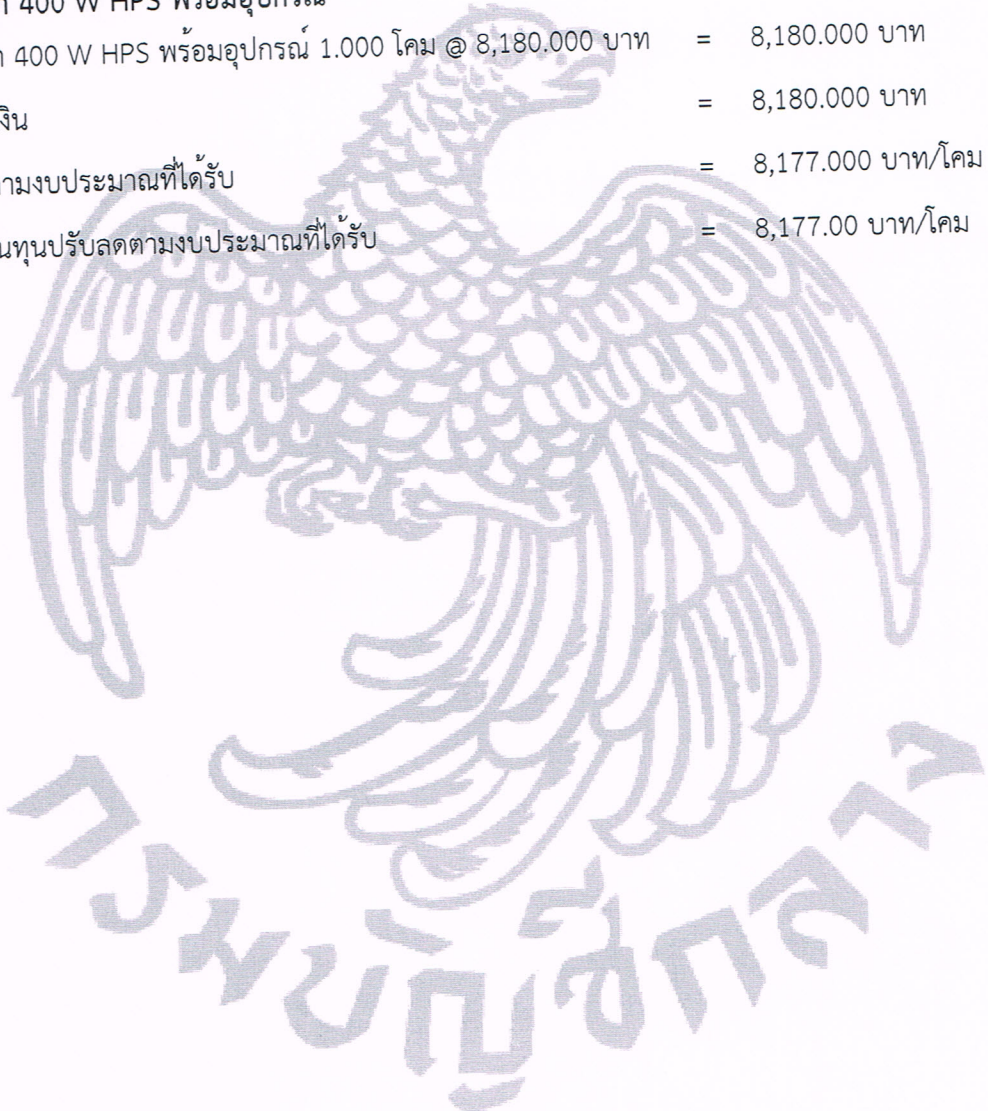 400 W HPS พร้อมอุปกรณ์
400 W HPS พร้อมอุปกรณ์ 1.000 โคม @ 8,180.000 บาท = 8,180.000 บาท
เงิน = 8,180.000 บาท
ตามงบประมาณที่ได้รับ = 8,177.000 บาท/โคม
นทุนปรับลดตามงบประมาณที่ได้รับ = 8,177.00 บาท/โคม
กรมบัญชีกลาง